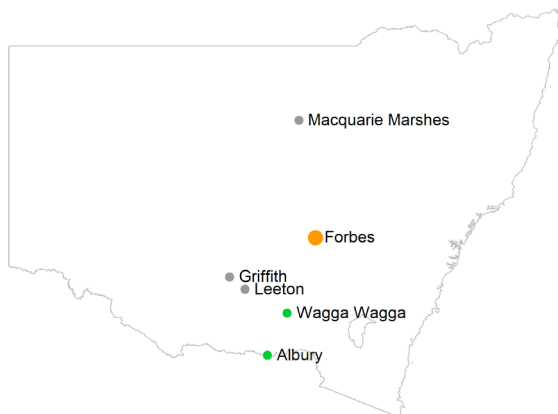 Macquarie Marshes
Forbes
Griffith
Leeton
Wagga Wagga
Albury